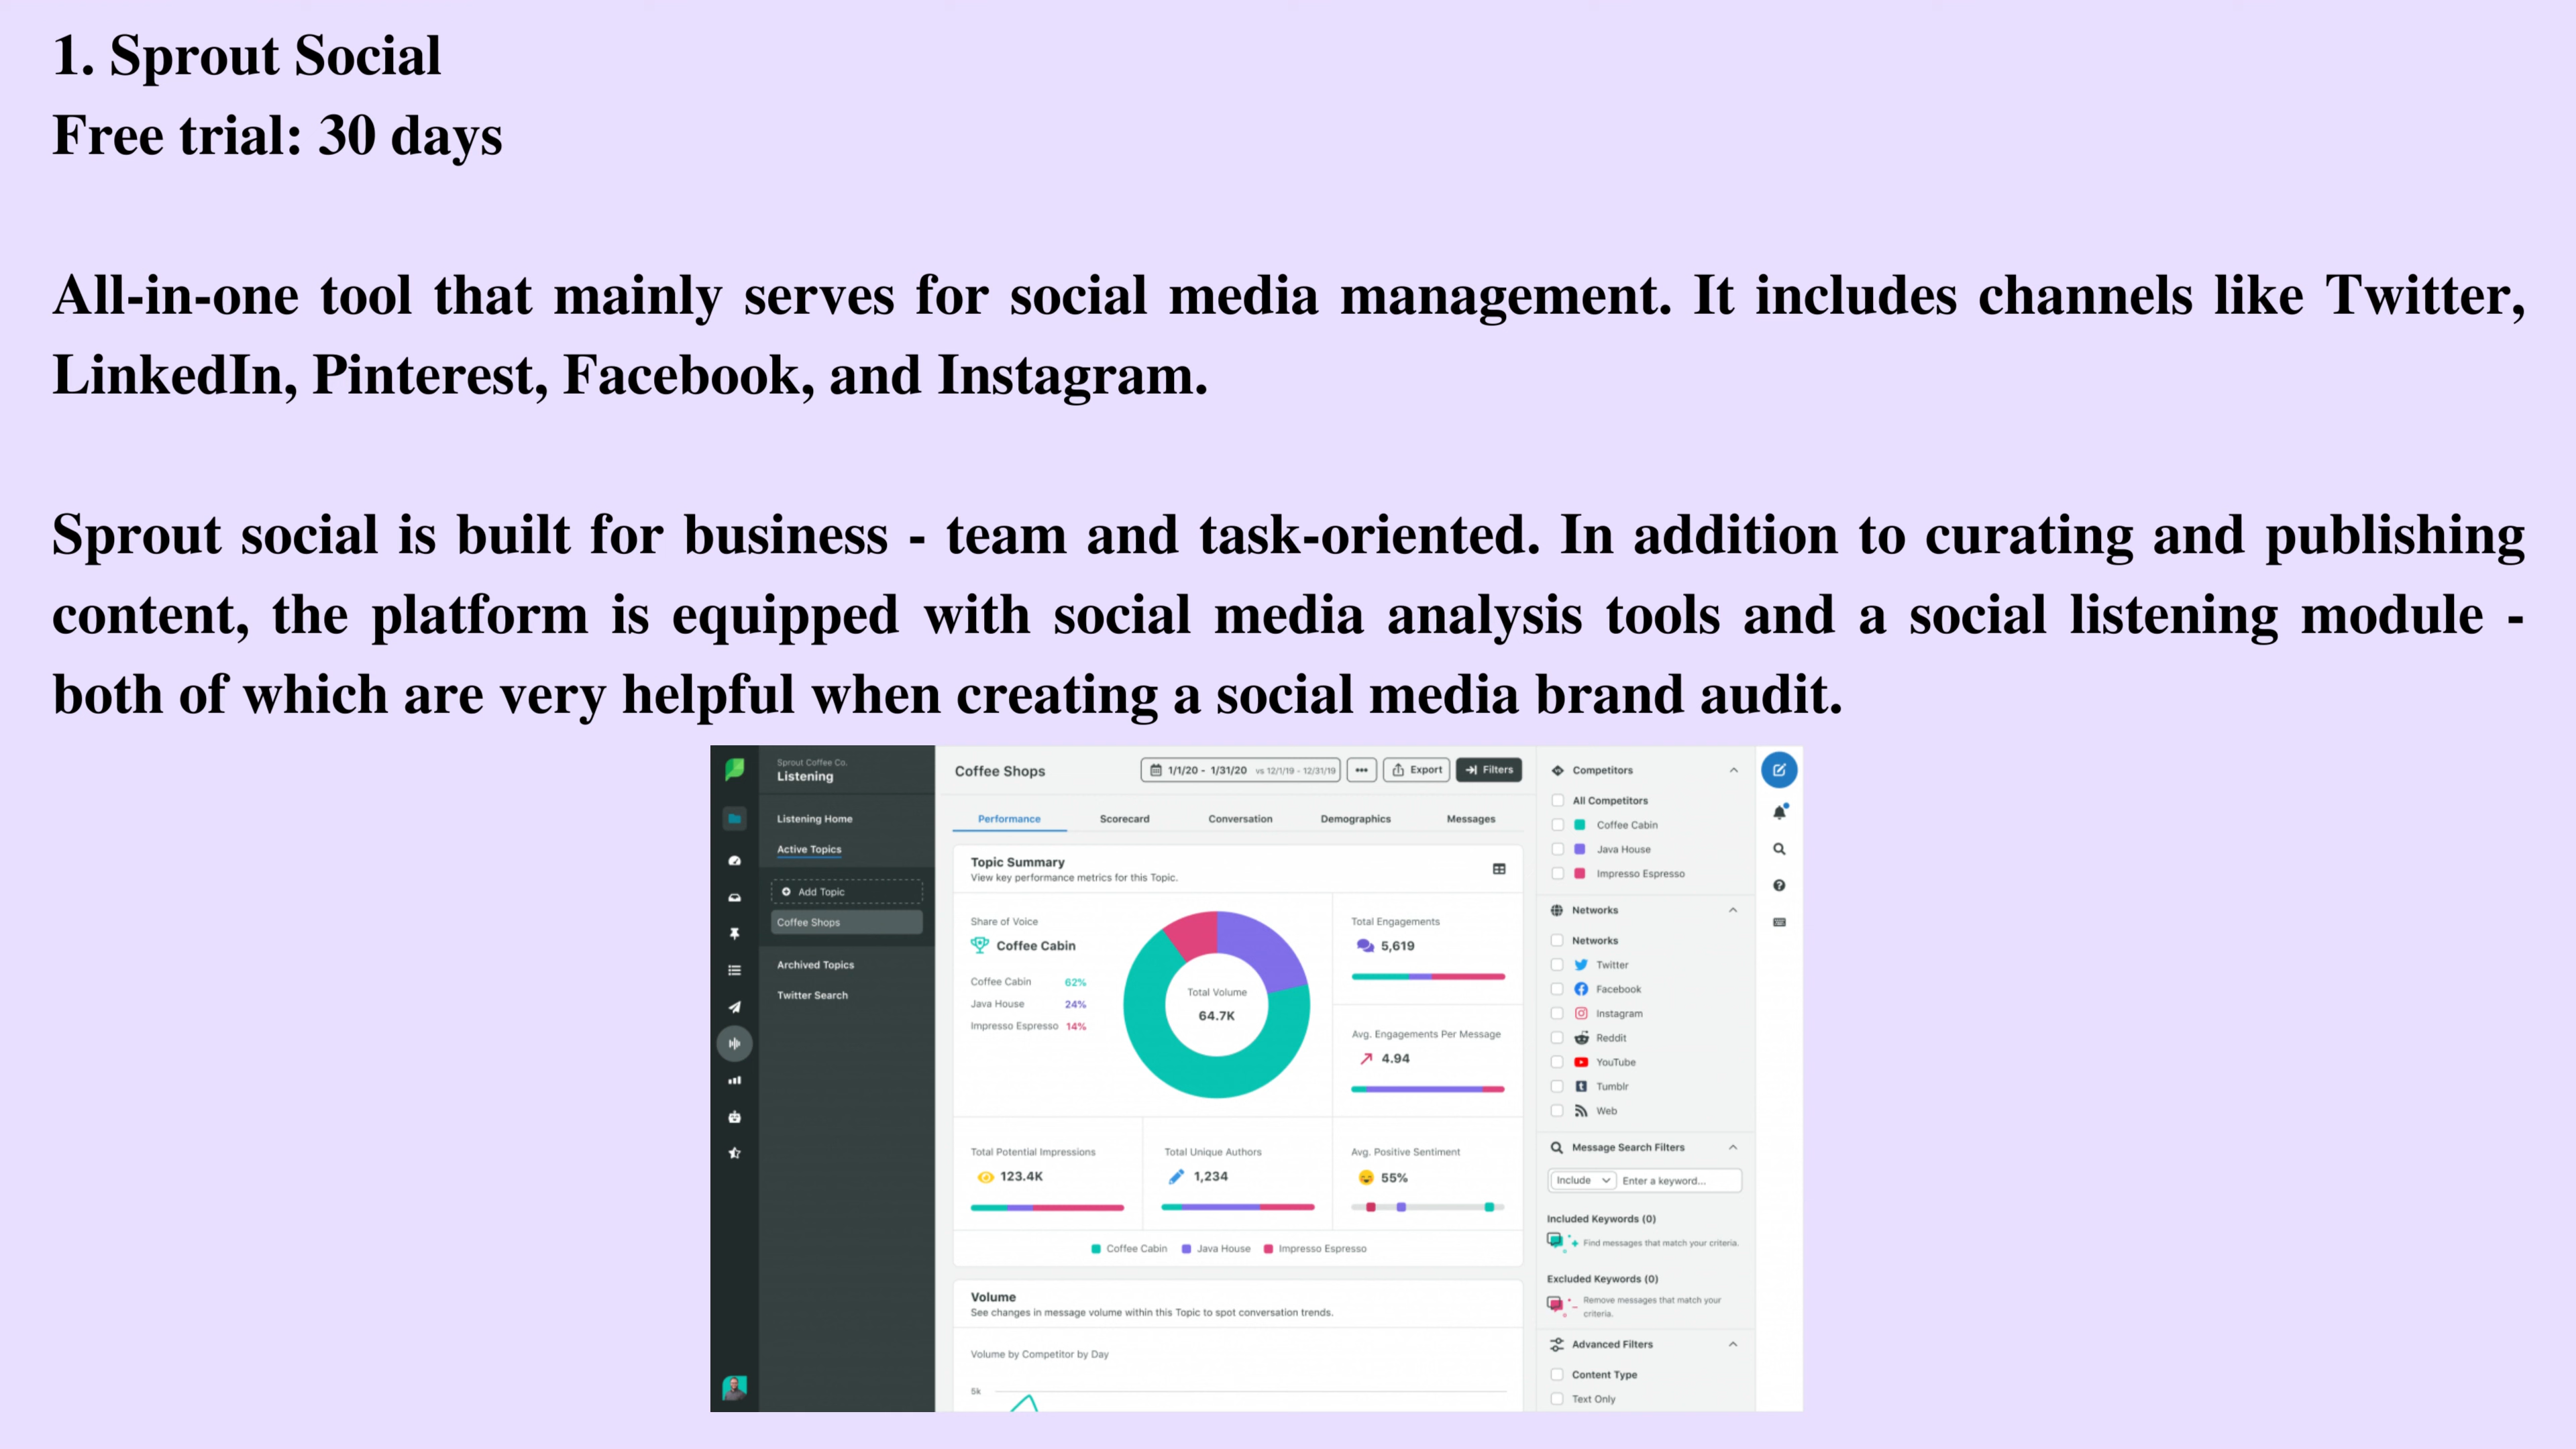 1. Sprout Social
Free trial: 30 days
All-in-one tool that mainly serves for social media management. It includes channels like Twitter,
LinkedIn, Pinterest, Facebook, and Instagram.
Sprout social is built for business - team and task-oriented. In addition to curating and publishing
content, the platform is equipped with social media analysis tools and a social listening module -
both of which are very helpful when creating a social media brand audit.
Sprout Coffee Co.
Listening
Listening Home
Active Topics
Add Topic
Coffee Shops
Archived Topics
Twitter Search
Coffee Shops
1/1/20 - 1/31/20 vs 12/1/19 - 12/31/19
Export
Filters
Performance Scorecard Conversation Demographics Messages
Topic Summary
View key performance metrics for this Topic.
Share of Voice
Coffee Cabin
Coffee Cabin 62%
Java House 24%
Impresso Espresso 14%
Total Volume
64.7K
Total Engagements
5,619
Avg. Engagements Per Message
4.94
Total Potential Impressions
123.4K
Total Unique Authors
1,234
Avg. Positive Sentiment
55%
Coffee Cabin Java House Impresso Espresso
Volume
See changes in message volume within this Topic to spot conversation trends.
Volume by Competitor by Day
5k
Competitors
All Competitors
Coffee Cabin
Java House
Impresso Espresso
Networks
Networks
Twitter
Facebook
Instagram
Reddit
YouTube
Tumblr
Web
Message Search Filters
Include Enter a keyword...
Included Keywords (0)
Find messages that match your criteria.
Excluded Keywords (0)
Remove messages that match your
criteria.
Advanced Filters
Content Type
Text Only